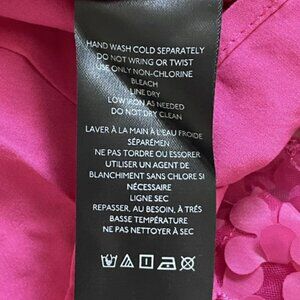 HAND WASH COLD SEPARATELY
DO NOT WRING OR TWIST
USE ONLY NON-CHLORINE
BLEACH
LINE DRY
LOW IRON AS NEEDED
DO NOT DRY CLEAN
LAVER À LA MAIN À L'EAU FROIDE
SÉPARÉMEN
NE PAS TORDRE OU ESSORER
UTILISER UN AGENT DE
BLANCHIMENT SANS CHLORE SI
NÉCESSAIRE
LIGNE SEC
REPASSER, AU BESOIN, À TRÈS
BASSE TEMPÉRATURE
NE PAS NETTOYER À SEC